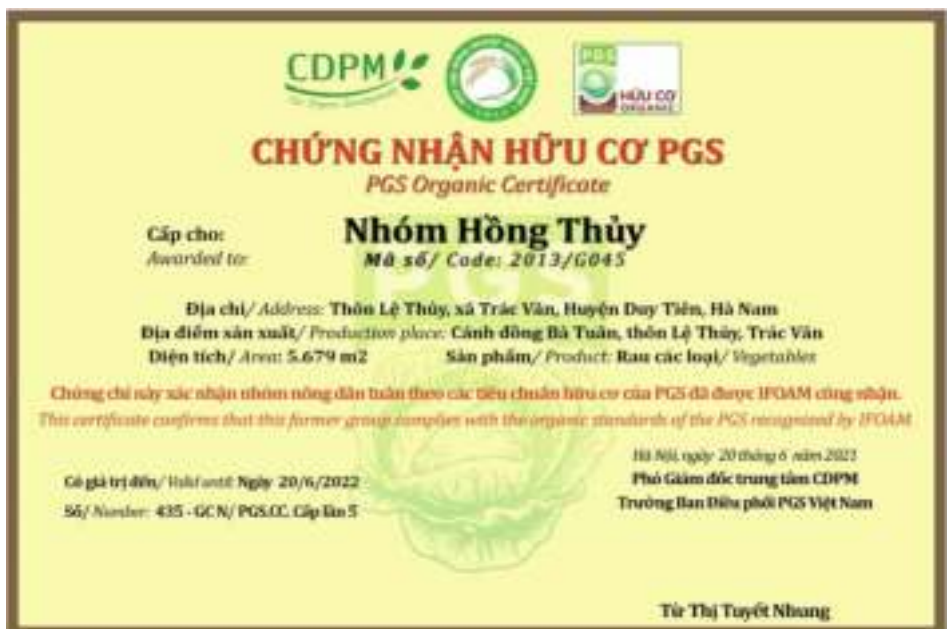 CDPM
PGS
HỮU CƠ
ORGANIC
CHỨNG NHẬN HỮU CƠ PGS
PGS Organic Certificate
Cấp cho: Nhóm Hồng Thủy
Awarded to: Mã số/ Code: 2013/G045
PGS
Địa chỉ/ Address: Thôn Lệ Thủy, xã Trác Văn, Huyện Duy Tiên, Hà Nam
Địa điểm sản xuất/ Production place: Cánh đồng Bà Tuân, thôn Lệ Thủy, Trác Văn
Diện tích/ Area: 5.679 m2 Sản phẩm/ Product: Rau các loại/ Vegetables
Chứng chỉ này xác nhận nhóm nông dân tuân theo các tiêu chuẩn hữu cơ của PGS đã được IFOAM công nhận.
This certificate confirms that this farmer group complies with the organic standards of the PGS recognized by IFOAM
Hà Nội, ngày 20 tháng 6 năm 2021
Có giá trị đến/ Valid until: Ngày 20/6/2022
Phó Giám đốc trung tâm CDPM
Số/ Number: 435 - GCN/ PGS.CC. Cấp lần 5
Trưởng Ban Điều phối PGS Việt Nam
Từ Thị Tuyết Nhung